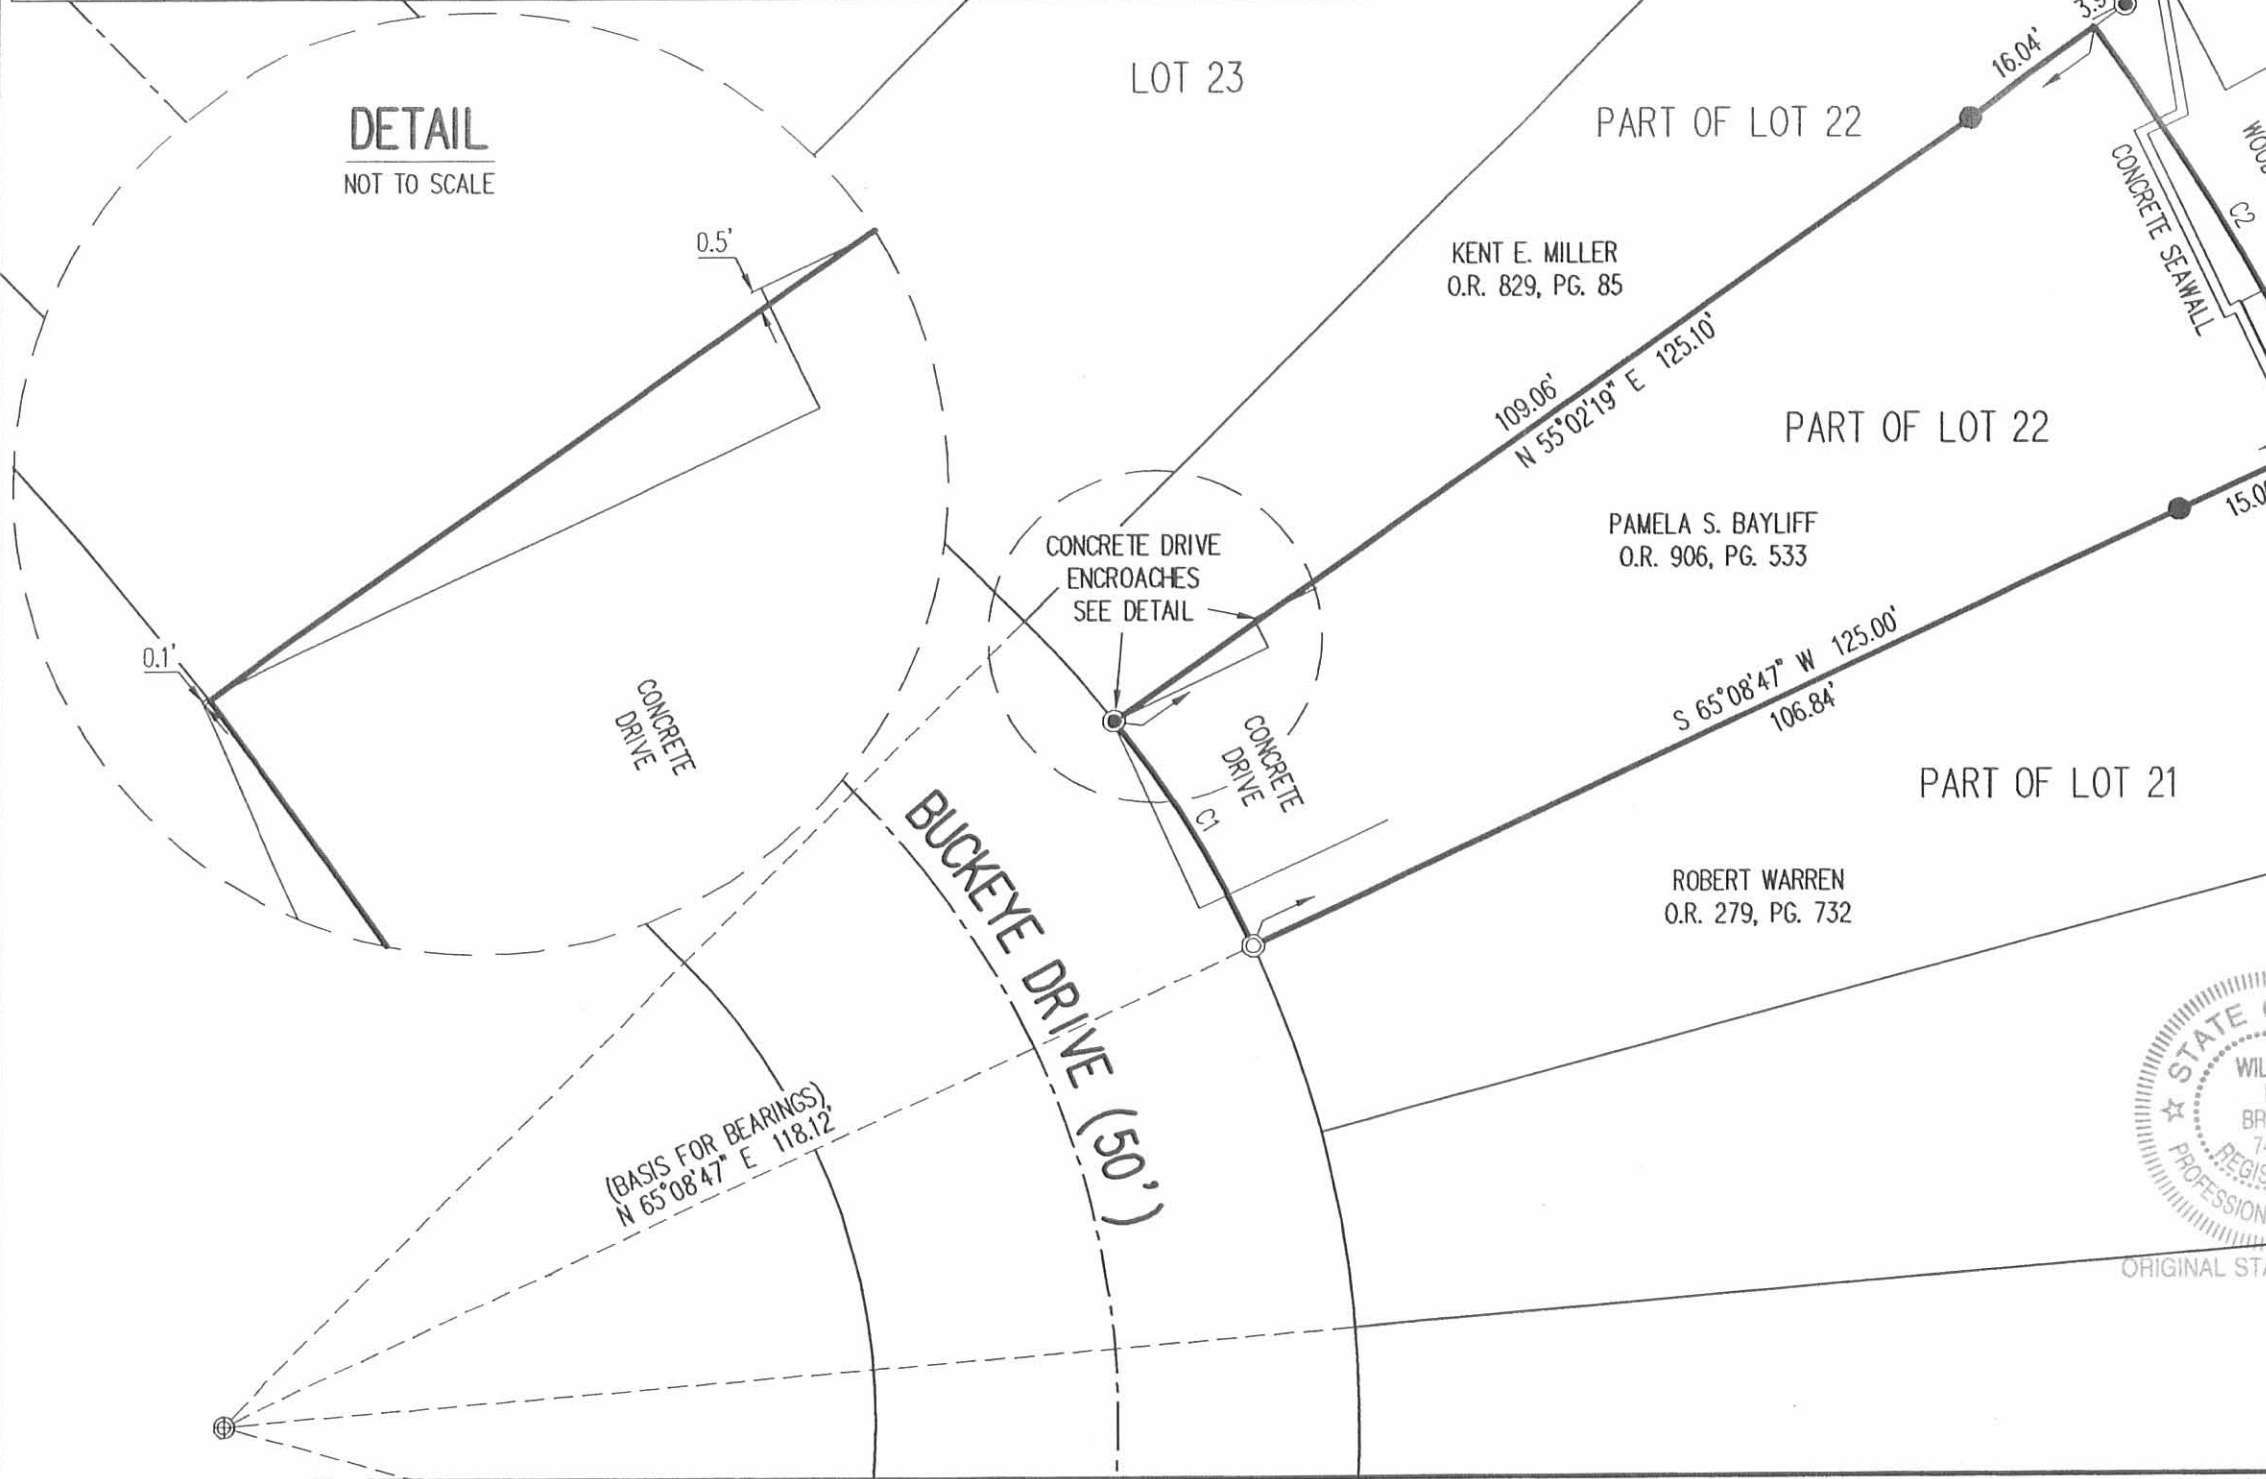 DETAIL
NOT TO SCALE
0.5'
0.1'
CONCRETE
DRIVE
LOT 23
PART OF LOT 22
16.04'
KENT E. MILLER
O.R. 829, PG. 85
109.06'
N 55°02'19" E 125.10'
CONCRETE SEAWALL
C2
PART OF LOT 22
PAMELA S. BAYLIFF
O.R. 906, PG. 533
CONCRETE DRIVE
ENCROACHES
SEE DETAIL
CONCRETE
DRIVE
C1
S 65°08'47" W 125.00'
106.84'
PART OF LOT 21
ROBERT WARREN
O.R. 279, PG. 732
BUCKEYE DRIVE (50')
(BASIS FOR BEARINGS)
N 65°08'47" E 118.12'
STATE
ORIGINAL